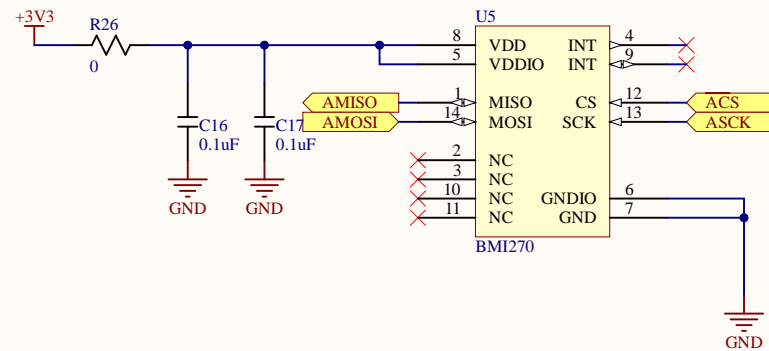 +3V3
R26
0
C16
0.1uF
C17
0.1uF
GND
GND
U5
8 VDD INT 4
5 VDDIO INT 9
AMISO 1 MISO CS 12 ACS
AMOSI 14 MOSI SCK 13 ASCK
2 NC
3 NC
10 NC GNDIO 6
11 NC GND 7
BMI270
GND